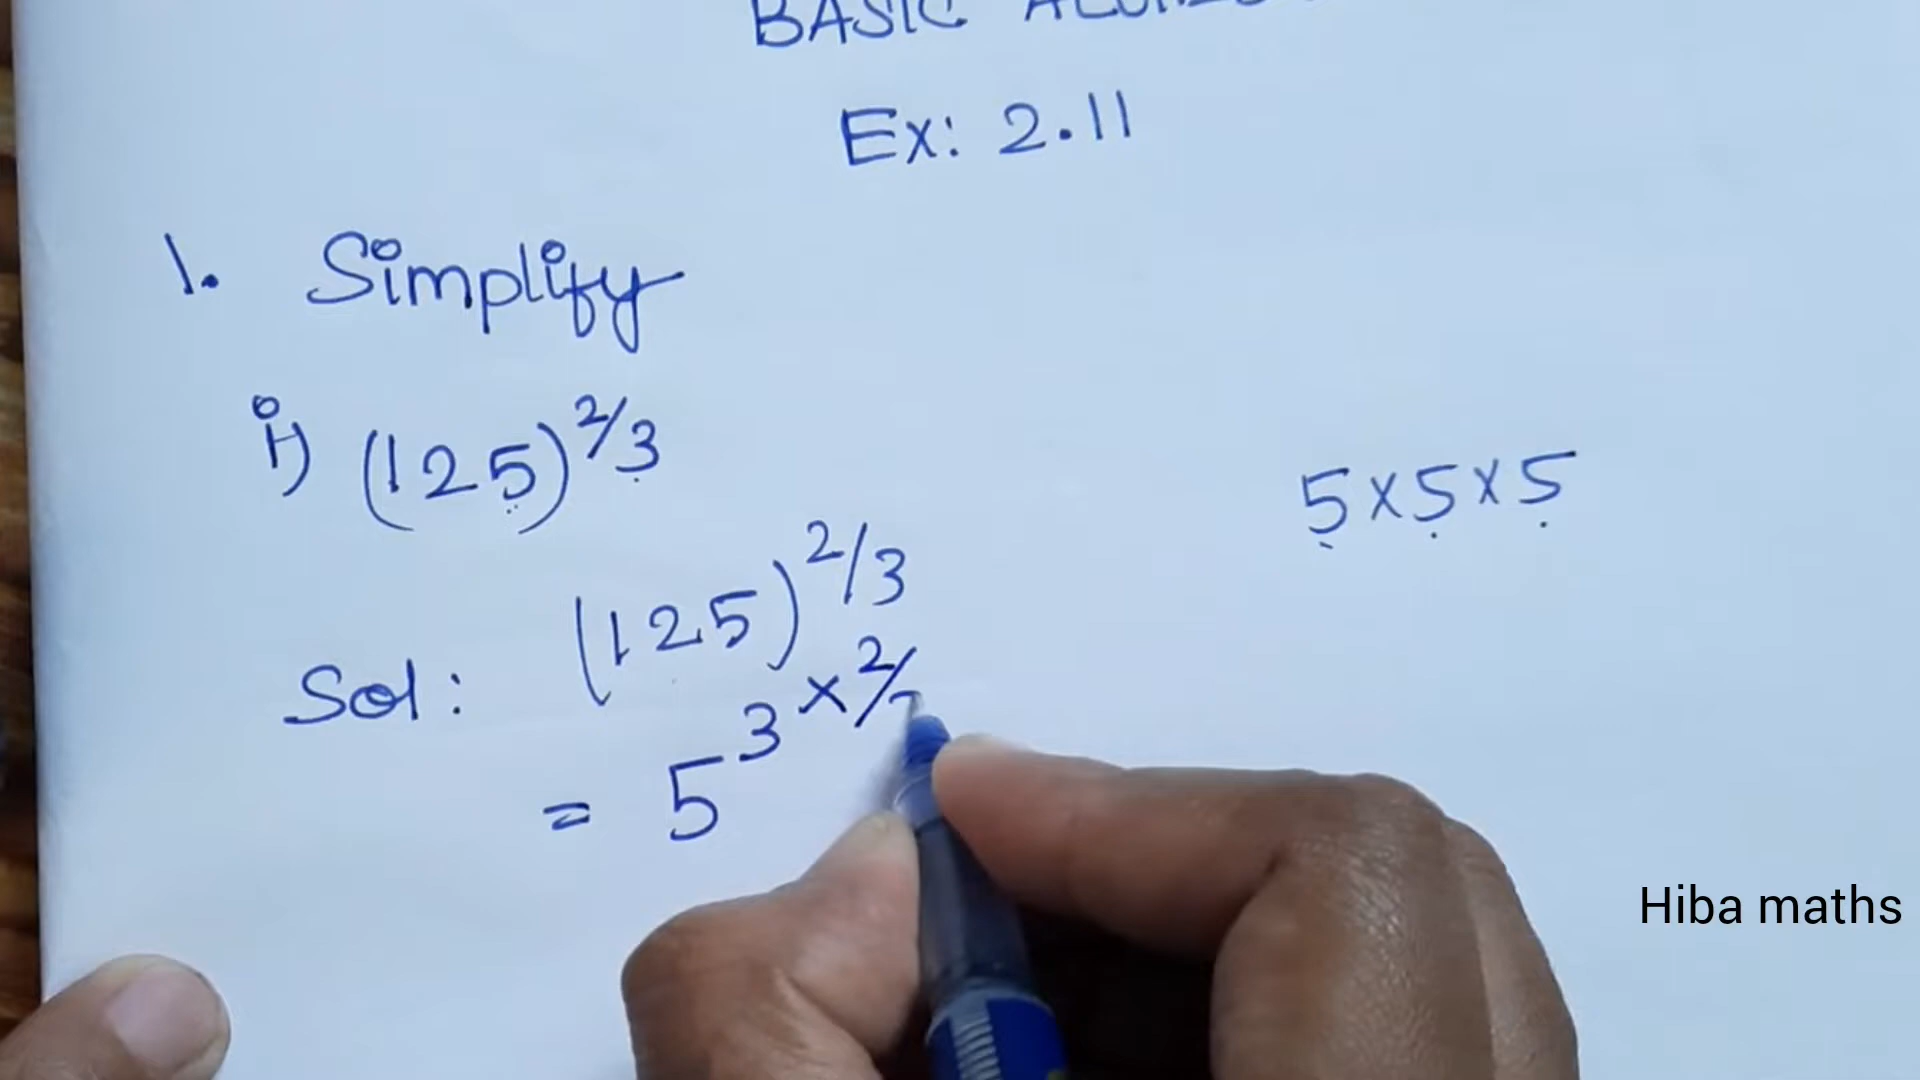 BASIC
Ex: 2.11
1. Simplify
i) (125)^2/3
5×5×5
Sol: (125)^2/3
= 5^3×2/
Hiba maths